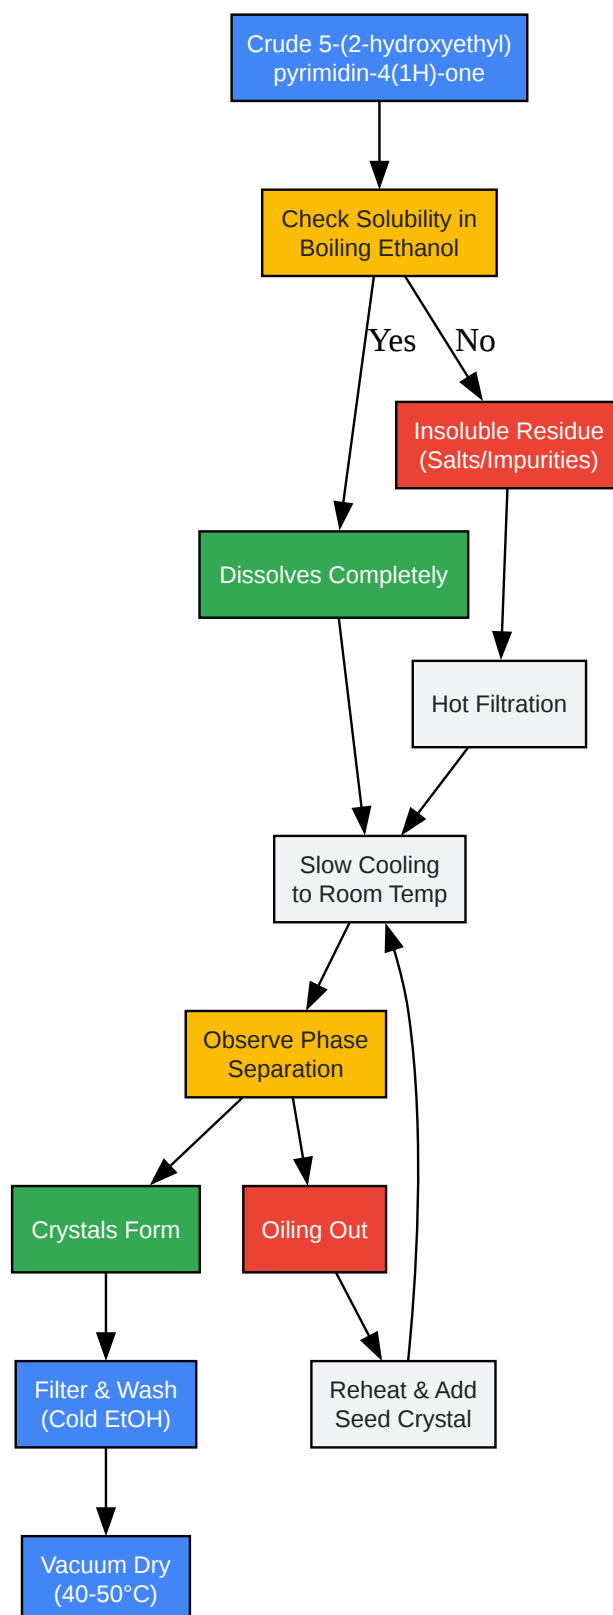 Crude 5-(2-hydroxyethyl)
pyrimidin-4(1H)-one
Check Solubility in
Boiling Ethanol
Yes
No
Insoluble Residue
(Salts/Impurities)
Dissolves Completely
Hot Filtration
Slow Cooling
to Room Temp
Observe Phase
Separation
Crystals Form
Oiling Out
Filter & Wash
(Cold EtOH)
Reheat & Add
Seed Crystal
Vacuum Dry
(40-50°C)